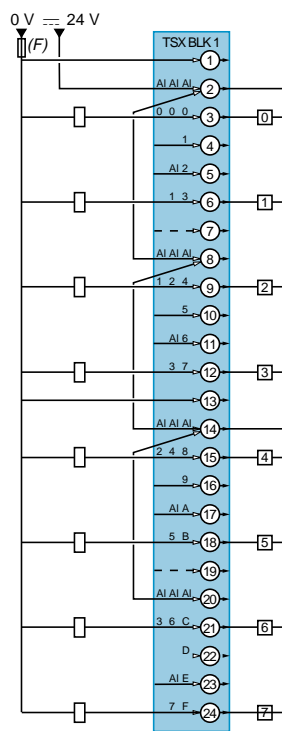 0 V ⎓ 24 V
(F)
TSX BLK 1
1
AI AI AI 2
0 0 0 3 0
1 4
AI 2 5
1 3 6 1
7
AI AI AI 8
1 2 4 9 2
5 10
AI 6 11
3 7 12 3
13
AI AI AI 14
2 4 8 15 4
9 16
AI A 17
5 B 18 5
19
AI AI AI 20
3 6 C 21 6
D 22
AI E 23
7 F 24 7